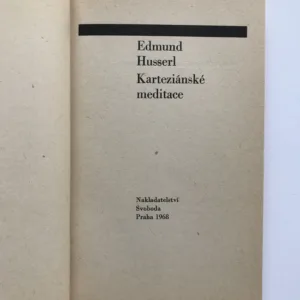 Edmund
Husserl
Karteziánské
meditace
Nakladatelství
Svoboda
Praha 1968